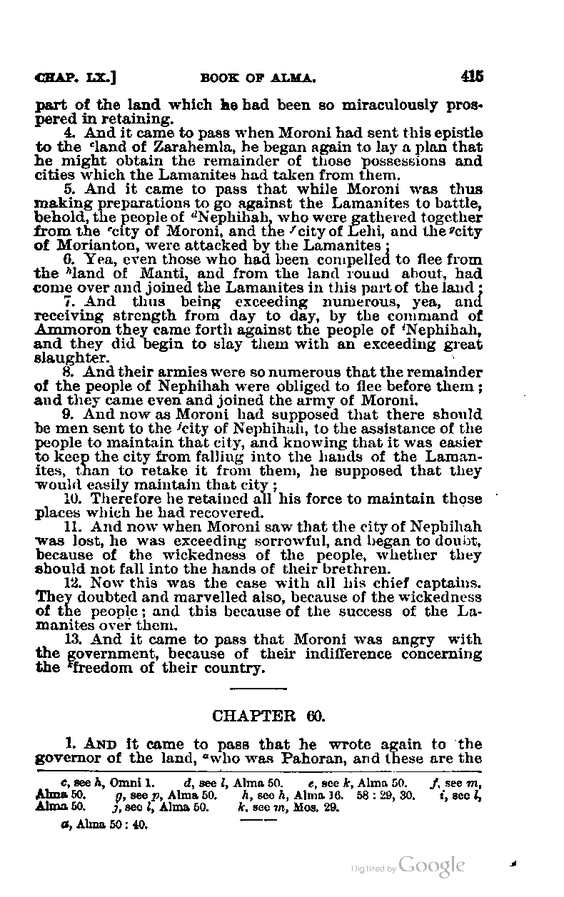 CHAP. LX.] BOOK OF ALMA. 415
part of the land which he had been so miraculously pros-
pered in retaining.
4. And it came to pass when Moroni had sent this epistle
to the ᶜland of Zarahemla, he began again to lay a plan that
he might obtain the remainder of those possessions and
cities which the Lamanites had taken from them.
5. And it came to pass that while Moroni was thus
making preparations to go against the Lamanites to battle,
behold, the people of ᵈNephihah, who were gathered together
from the ᵉcity of Moroni, and the ᶠcity of Lehi, and the ᵍcity
of Morianton, were attacked by the Lamanites;
6. Yea, even those who had been compelled to flee from
the ʰland of Manti, and from the land round about, had
come over and joined the Lamanites in this part of the land;
7. And thus being exceeding numerous, yea, and
receiving strength from day to day, by the command of
Ammoron they came forth against the people of ⁱNephihah,
and they did begin to slay them with an exceeding great
slaughter.
8. And their armies were so numerous that the remainder
of the people of Nephihah were obliged to flee before them;
and they came even and joined the army of Moroni.
9. And now as Moroni had supposed that there should
be men sent to the ʲcity of Nephihah, to the assistance of the
people to maintain that city, and knowing that it was easier
to keep the city from falling into the hands of the Laman-
ites, than to retake it from them, he supposed that they
would easily maintain that city;
10. Therefore he retained all his force to maintain those
places which he had recovered.
11. And now when Moroni saw that the city of Nephihah
was lost, he was exceeding sorrowful, and began to doubt,
because of the wickedness of the people, whether they
should not fall into the hands of their brethren.
12. Now this was the case with all his chief captains.
They doubted and marvelled also, because of the wickedness
of the people; and this because of the success of the La-
manites over them.
13. And it came to pass that Moroni was angry with
the government, because of their indifference concerning
the ᵏfreedom of their country.
CHAPTER 60.
1. AND it came to pass that he wrote again to the
governor of the land, ᵃwho was Pahoran, and these are the
c, see h, Omni 1. d, see l, Alma 50. e, see k, Alma 50. f, see m,
Alma 50. g, see p, Alma 50. h, see h, Alma 16. 58:29, 30. i, see l,
Alma 50. j, see l, Alma 50. k, see m, Mos. 29.
a, Alma 50:40.
Digitized by Google